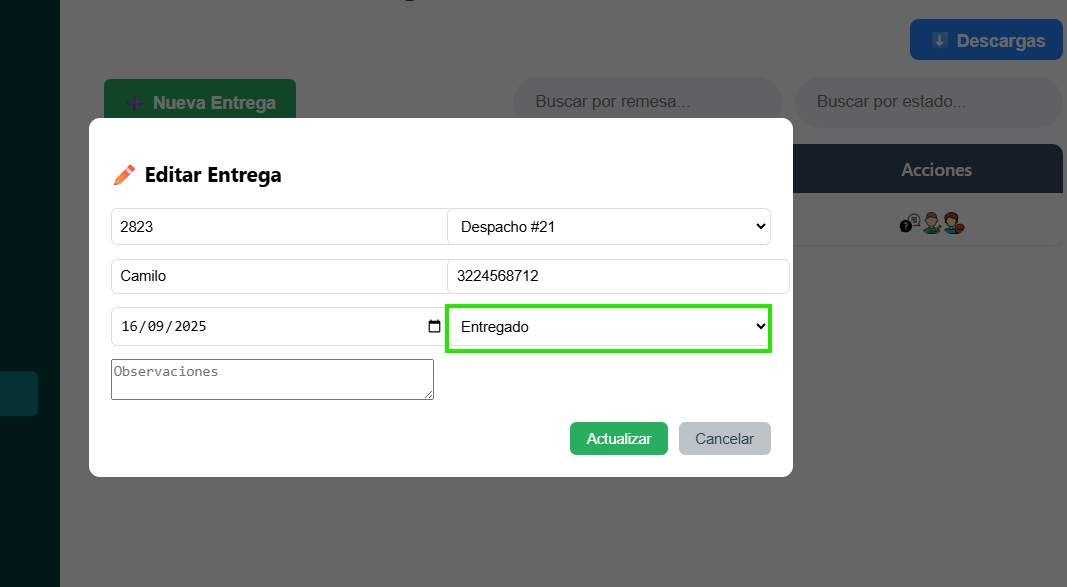 Descargas
Nueva Entrega
Buscar por remesa...
Buscar por estado...
Editar Entrega
Acciones
2823
Despacho #21
Camilo
3224568712
16/09/2025
Entregado
Observaciones
Actualizar
Cancelar